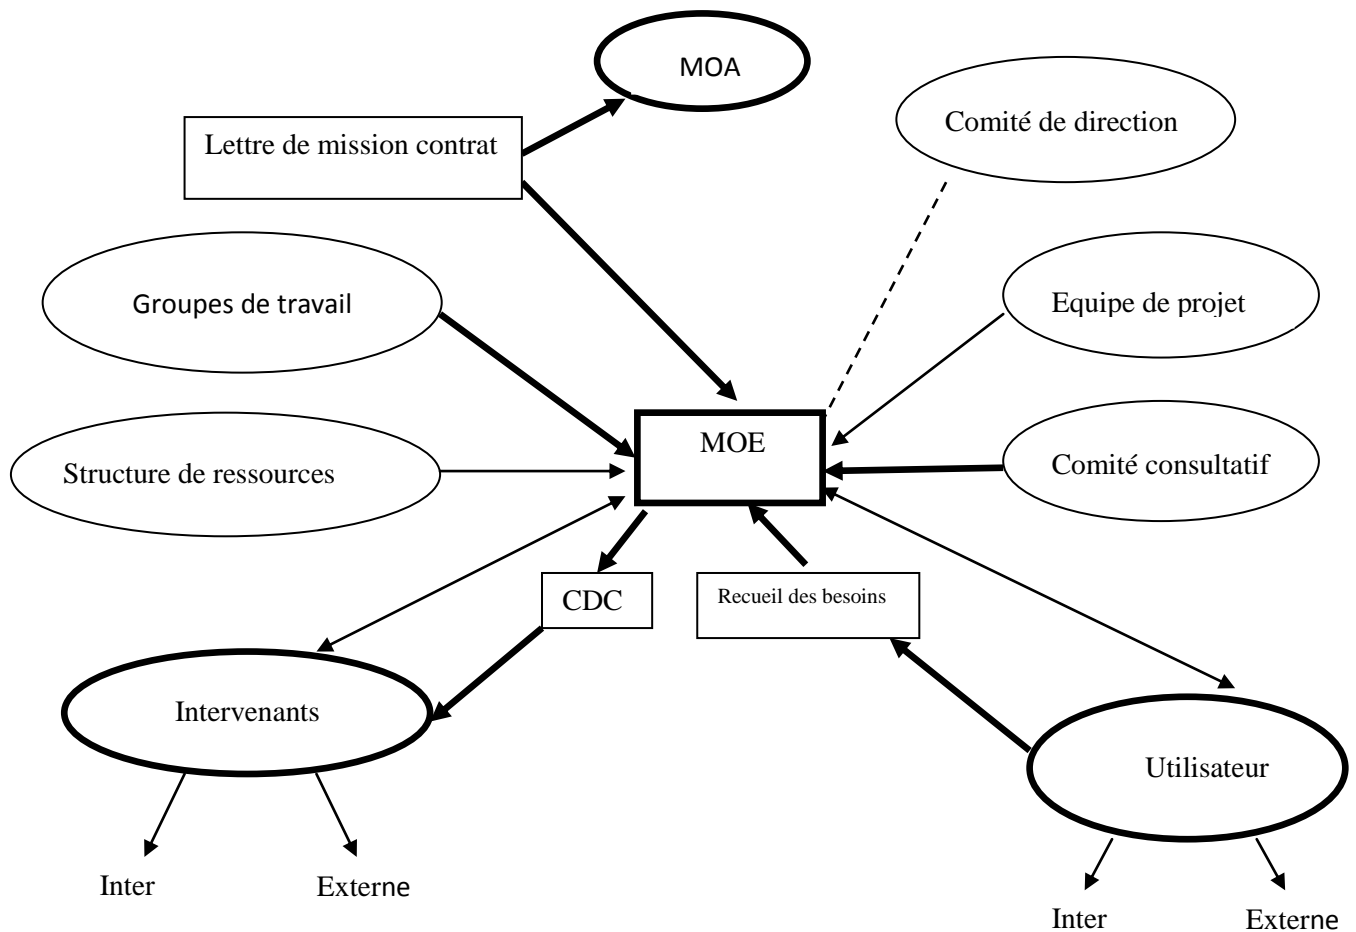 MOA
Comité de direction
Lettre de mission contrat
Groupes de travail
Equipe de projet
MOE
Structure de ressources
Comité consultatif
CDC
Recueil des besoins
Intervenants
Utilisateur
Inter
Externe
Inter
Externe